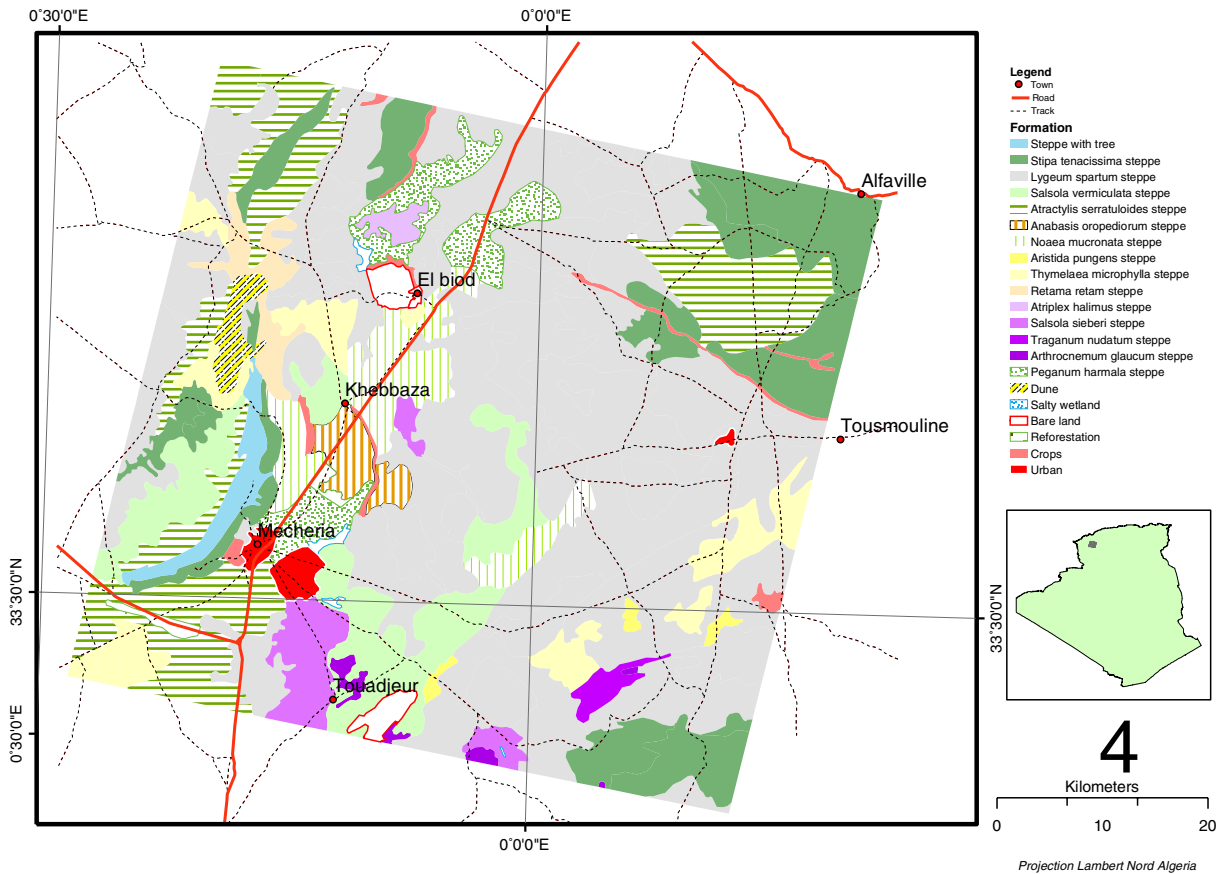 0°30'0"E
0°0'0"E
Legend
Town
Road
Track
Formation
Steppe with tree
Stipa tenacissima steppe
Lygeum spartum steppe
Salsola vermiculata steppe
Atractylis serratuloides steppe
Anabasis oropediorum steppe
Noaea mucronata steppe
Aristida pungens steppe
Thymelaea microphylla steppe
Retama retam steppe
Atriplex halimus steppe
Salsola sieberi steppe
Traganum nudatum steppe
Arthrocnemum glaucum steppe
Peganum harmala steppe
Dune
Salty wetland
Bare land
Reforestation
Crops
Urban
Alfaville
El biod
Khebbaza
Tousmouline
Mecheria
Touadjeur
33°30'0"N
33°30'0"N
0°30'0"E
0°0'0"E
4
Kilometers
0 10 20
Projection Lambert Nord Algeria